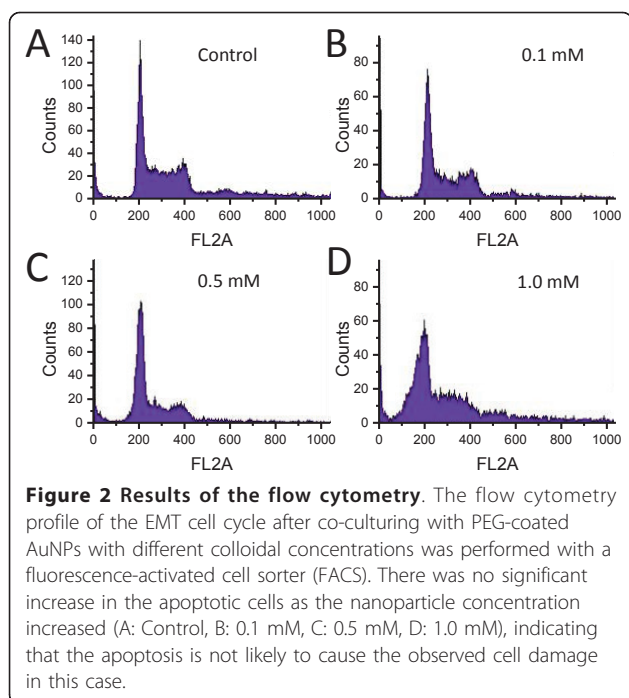 A
Control
140
120
100
80
60
40
20
0
Counts
0 200 400 600 800 1000
FL2A
B
0.1 mM
100
80
60
40
20
0
Counts
0 200 400 600 800 1000
FL2A
C
0.5 mM
120
100
80
60
40
20
0
Counts
0 200 400 600 800 1000
FL2A
D
1.0 mM
80
60
40
20
0
Counts
0 200 400 600 800 1000
FL2A
Figure 2 Results of the flow cytometry. The flow cytometry
profile of the EMT cell cycle after co-culturing with PEG-coated
AuNPs with different colloidal concentrations was performed with a
fluorescence-activated cell sorter (FACS). There was no significant
increase in the apoptotic cells as the nanoparticle concentration
increased (A: Control, B: 0.1 mM, C: 0.5 mM, D: 1.0 mM), indicating
that the apoptosis is not likely to cause the observed cell damage
in this case.